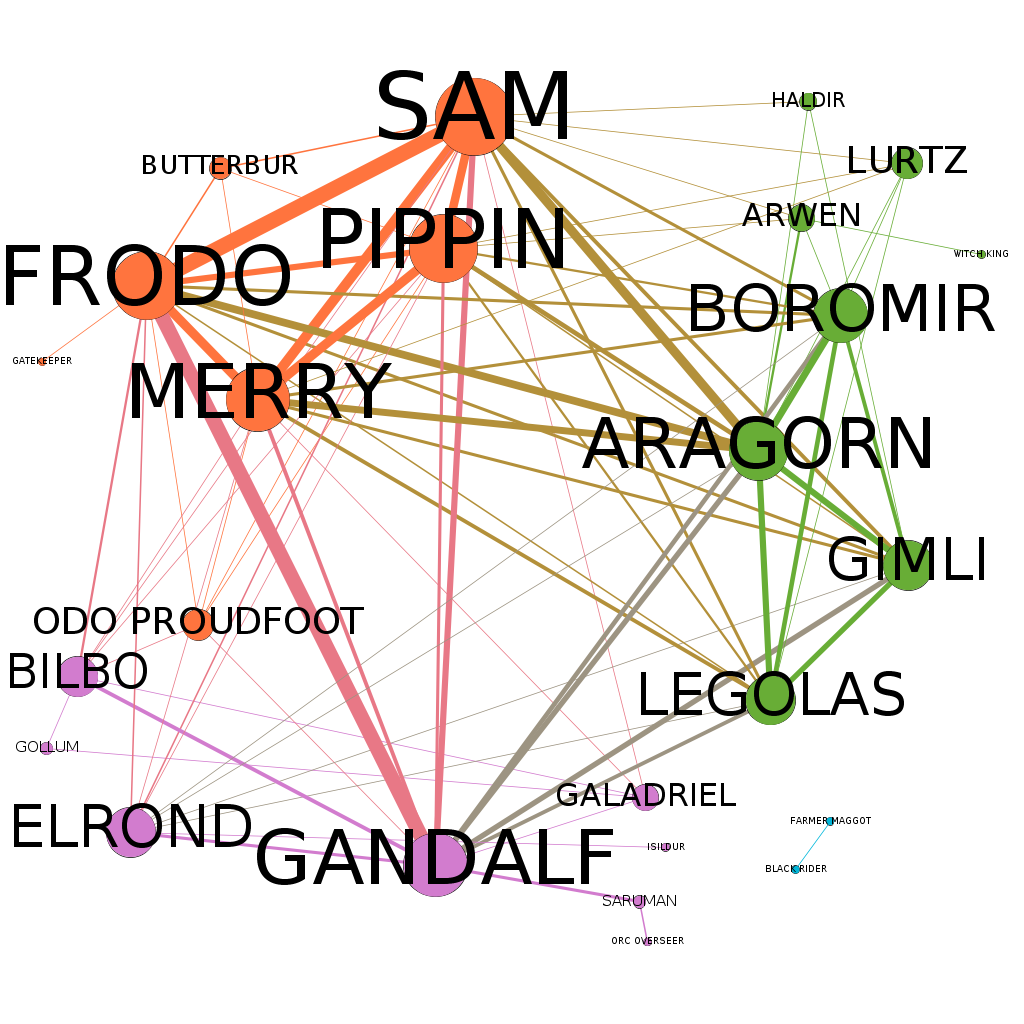 SAM
HALDIR
BUTTERBUR
LURTZ
PIPPIN
ARWEN
FRODO
WITCH KING
BOROMIR
GATEKEEPER
MERRY
ARAGORN
GIMLI
ODO PROUDFOOT
BILBO
LEGOLAS
GOLLUM
GALADRIEL
FARMER MAGGOT
ELROND
ISILDUR
GANDALF
BLACK RIDER
SARUMAN
ORC OVERSEER